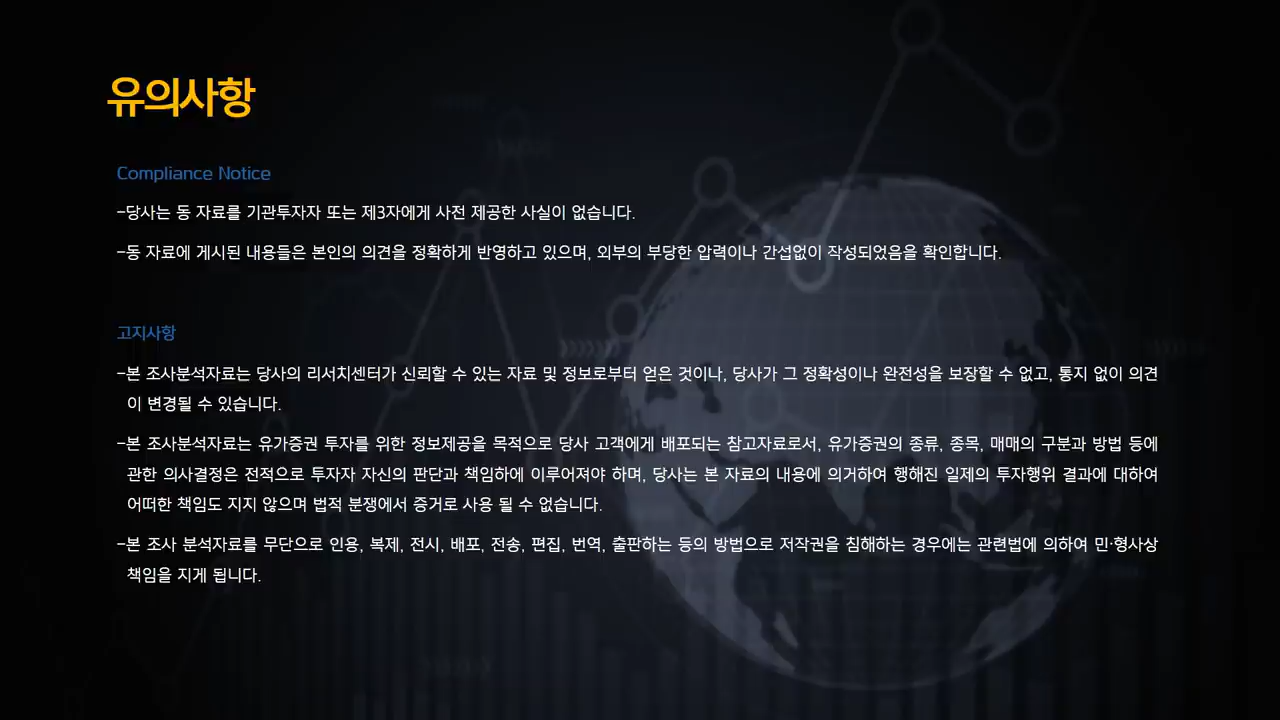 유의사항
Compliance Notice
-당사는 동 자료를 기관투자자 또는 제3자에게 사전 제공한 사실이 없습니다.
-동 자료에 게시된 내용들은 본인의 의견을 정확하게 반영하고 있으며, 외부의 부당한 압력이나 간섭없이 작성되었음을 확인합니다.
고지사항
-본 조사분석자료는 당사의 리서치센터가 신뢰할 수 있는 자료 및 정보로부터 얻은 것이나, 당사가 그 정확성이나 완전성을 보장할 수 없고, 통지 없이 의견
이 변경될 수 있습니다.
-본 조사분석자료는 유가증권 투자를 위한 정보제공을 목적으로 당사 고객에게 배포되는 참고자료로서, 유가증권의 종류, 종목, 매매의 구분과 방법 등에
관한 의사결정은 전적으로 투자자 자신의 판단과 책임하에 이루어져야 하며, 당사는 본 자료의 내용에 의거하여 행해진 일제의 투자행위 결과에 대하여
어떠한 책임도 지지 않으며 법적 분쟁에서 증거로 사용 될 수 없습니다.
-본 조사 분석자료를 무단으로 인용, 복제, 전시, 배포, 전송, 편집, 번역, 출판하는 등의 방법으로 저작권을 침해하는 경우에는 관련법에 의하여 민·형사상
책임을 지게 됩니다.